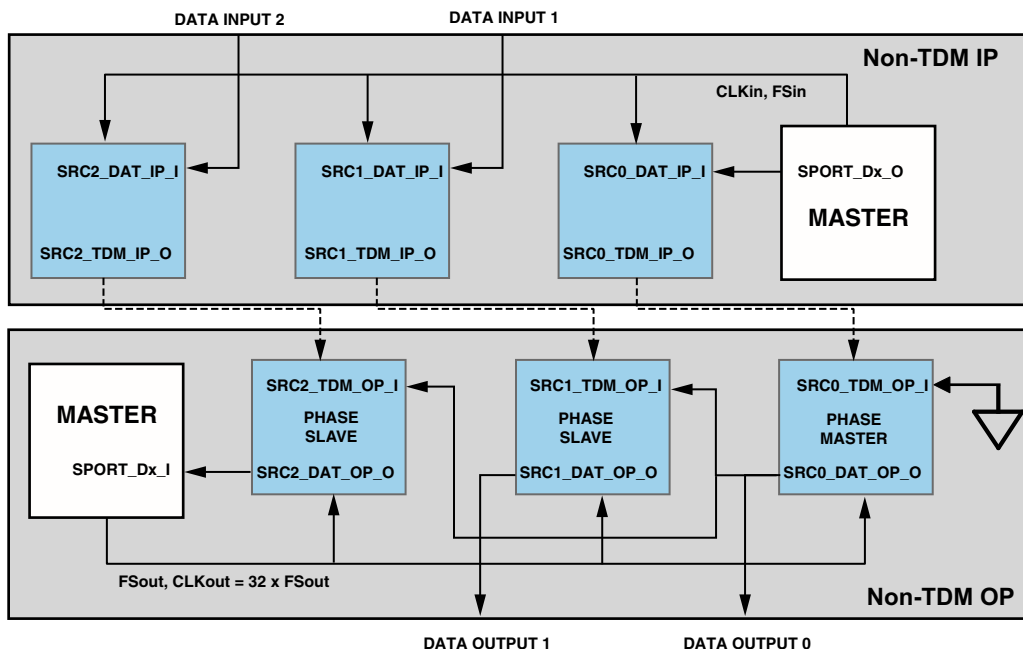 DATA INPUT 2
DATA INPUT 1
Non-TDM IP
CLKin, FSin
SRC2_DAT_IP_I
SRC1_DAT_IP_I
SRC0_DAT_IP_I
SPORT_Dx_O
MASTER
SRC2_TDM_IP_O
SRC1_TDM_IP_O
SRC0_TDM_IP_O
SRC2_TDM_OP_I
SRC1_TDM_OP_I
SRC0_TDM_OP_I
MASTER
PHASE
SLAVE
PHASE
SLAVE
PHASE
MASTER
SPORT_Dx_I
SRC2_DAT_OP_O
SRC1_DAT_OP_O
SRC0_DAT_OP_O
FSout, CLKout = 32 x FSout
Non-TDM OP
DATA OUTPUT 1
DATA OUTPUT 0